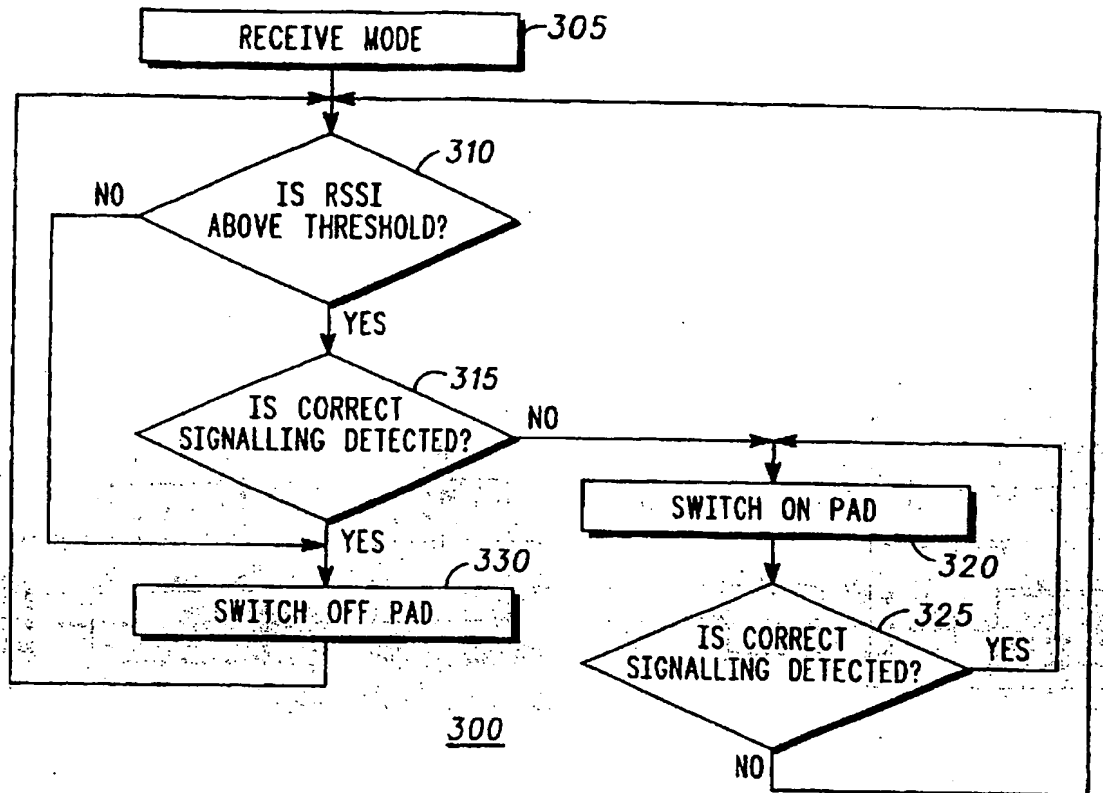 RECEIVE MODE
305
310
NO
IS RSSI
ABOVE THRESHOLD?
YES
315
IS CORRECT
SIGNALLING DETECTED?
NO
SWITCH ON PAD
320
YES
330
SWITCH OFF PAD
325
IS CORRECT
SIGNALLING DETECTED?
YES
300
NO